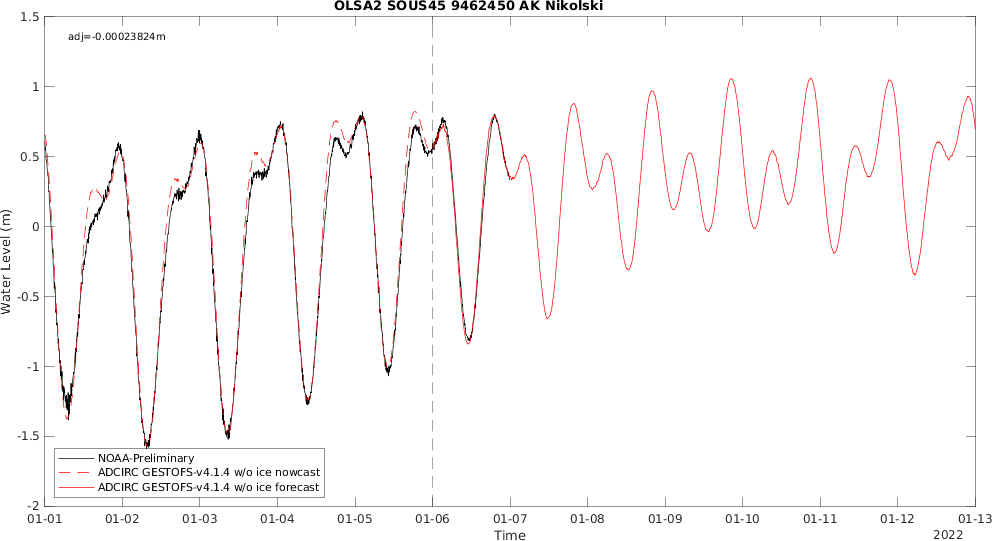 OLSA2 SOUS45 9462450 AK Nikolski
adj=-0.00023824m
Water Level (m)
1.5
1
0.5
0
-0.5
-1
-1.5
-2
NOAA-Preliminary
ADCIRC GESTOFS-v4.1.4 w/o ice nowcast
ADCIRC GESTOFS-v4.1.4 w/o ice forecast
01-01 01-02 01-03 01-04 01-05 01-06 01-07 01-08 01-09 01-10 01-11 01-12 01-13
Time
2022